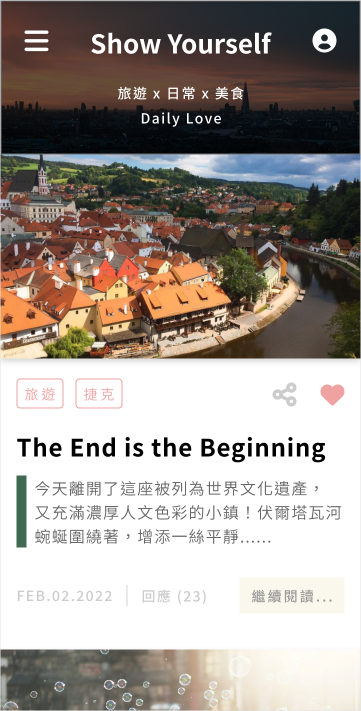 Show Yourself
旅遊 x 日常 x 美食
Daily Love
旅遊 捷克
The End is the Beginning
今天離開了這座被列為世界文化遺產，
又充滿濃厚人文色彩的小鎮！伏爾塔瓦河
蜿蜒圍繞著，增添一絲平靜......
FEB.02.2022 | 回應 (23) 繼續閱讀...